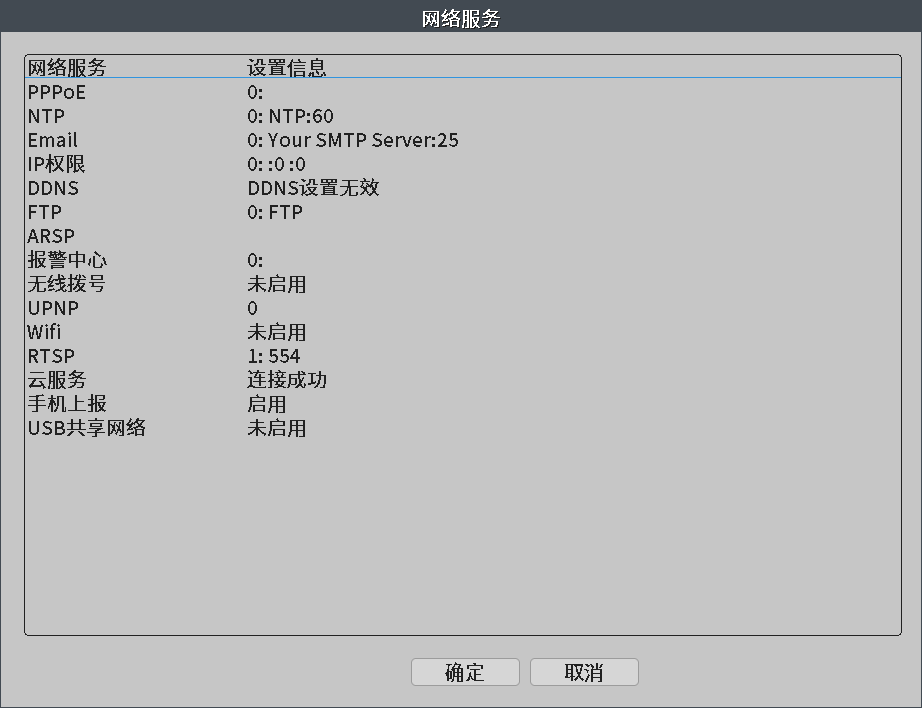 网络服务
网络服务 设置信息
PPPoE 0:
NTP 0: NTP:60
Email 0: Your SMTP Server:25
IP权限 0: :0 :0
DDNS DDNS设置无效
FTP 0: FTP
ARSP
报警中心 0:
无线拨号 未启用
UPNP 0
Wifi 未启用
RTSP 1: 554
云服务 连接成功
手机上报 启用
USB共享网络 未启用
确定 取消